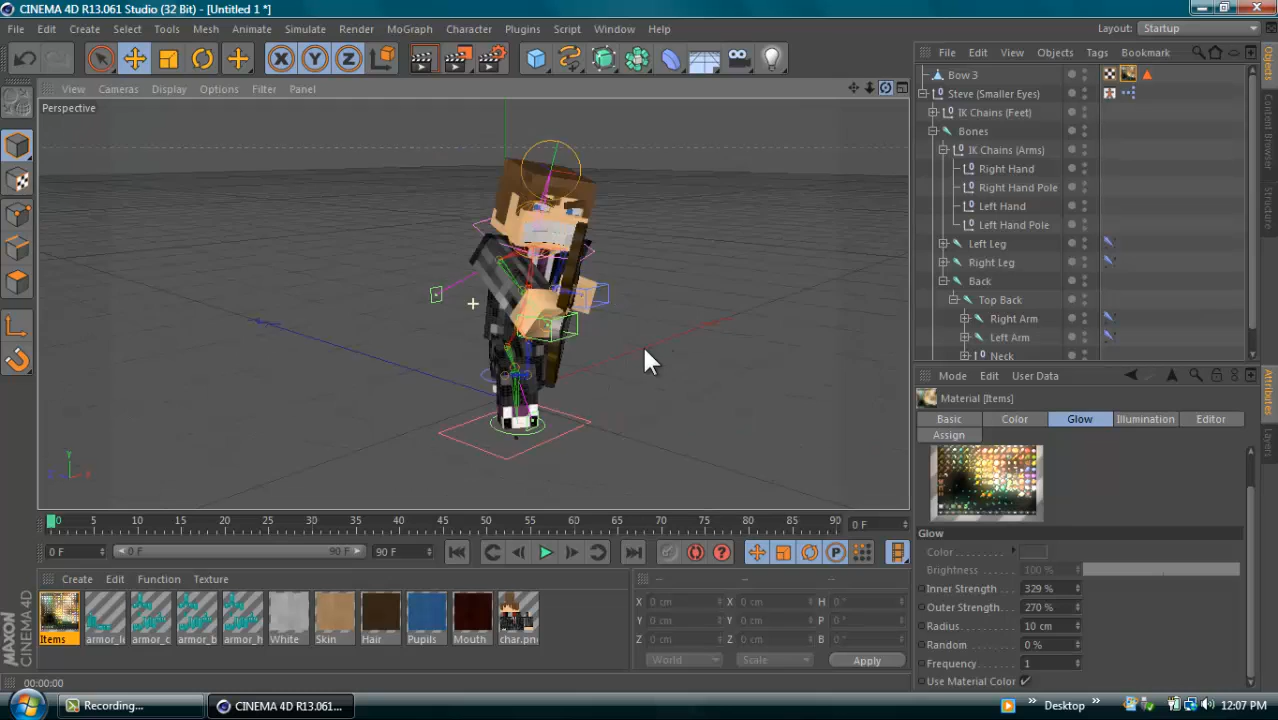 CINEMA 4D R13.061 Studio (32 Bit) - [Untitled 1 *]
File Edit Create Select Tools Mesh Animate Simulate Render MoGraph Character Plugins Script Window Help
Layout: Startup
File Edit View Objects Tags Bookmark
View Cameras Display Options Filter Panel
Perspective
Bow 3
Steve (Smaller Eyes)
IK Chains (Feet)
Bones
IK Chains (Arms)
Right Hand
Right Hand Pole
Left Hand
Left Hand Pole
Left Leg
Right Leg
Back
Top Back
Right Arm
Left Arm
Neck
Objects
Content Browser
Structure
Mode Edit User Data
Material [Items]
Basic Color Glow Illumination Editor
Assign
Glow
Color
Brightness 100 %
Inner Strength 329 %
Outer Strength 270 %
Radius 10 cm
Random 0 %
Frequency 1
Use Material Color
Attributes
Layers
Y
X
Z
0 5 10 15 20 25 30 35 40 45 50 55 60 65 70 75 80 85 90 0 F
0 F 0 F 90 F 90 F
Create Edit Function Texture
Items armor_l armor_c armor_b armor_h White Skin Hair Pupils Mouth char.pn
-- -- --
X 0 cm X 0 cm H 0 °
Y 0 cm Y 0 cm P 0 °
Z 0 cm Z 0 cm B 0 °
World Scale Apply
MAXON CINEMA 4D
00:00:00
Recording... CINEMA 4D R13.061... Desktop 12:07 PM